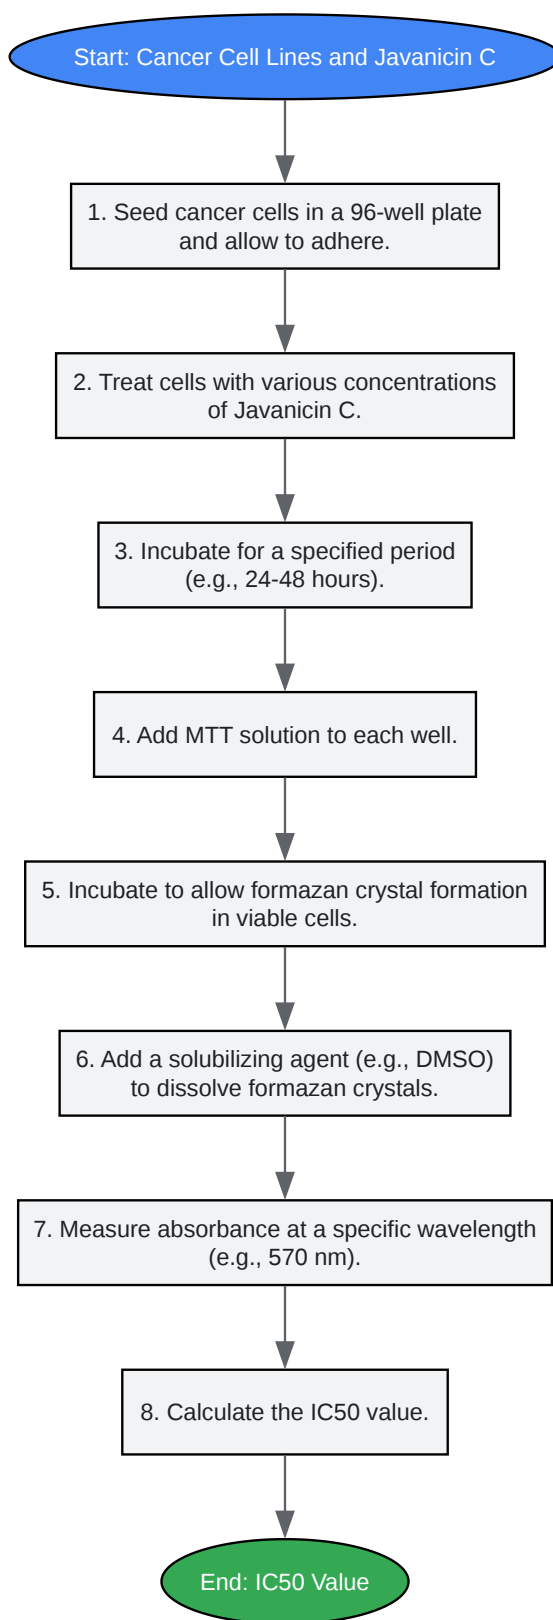 Start: Cancer Cell Lines and Javanicin C
1. Seed cancer cells in a 96-well plate
and allow to adhere.
2. Treat cells with various concentrations
of Javanicin C.
3. Incubate for a specified period
(e.g., 24-48 hours).
4. Add MTT solution to each well.
5. Incubate to allow formazan crystal formation
in viable cells.
6. Add a solubilizing agent (e.g., DMSO)
to dissolve formazan crystals.
7. Measure absorbance at a specific wavelength
(e.g., 570 nm).
8. Calculate the IC50 value.
End: IC50 Value